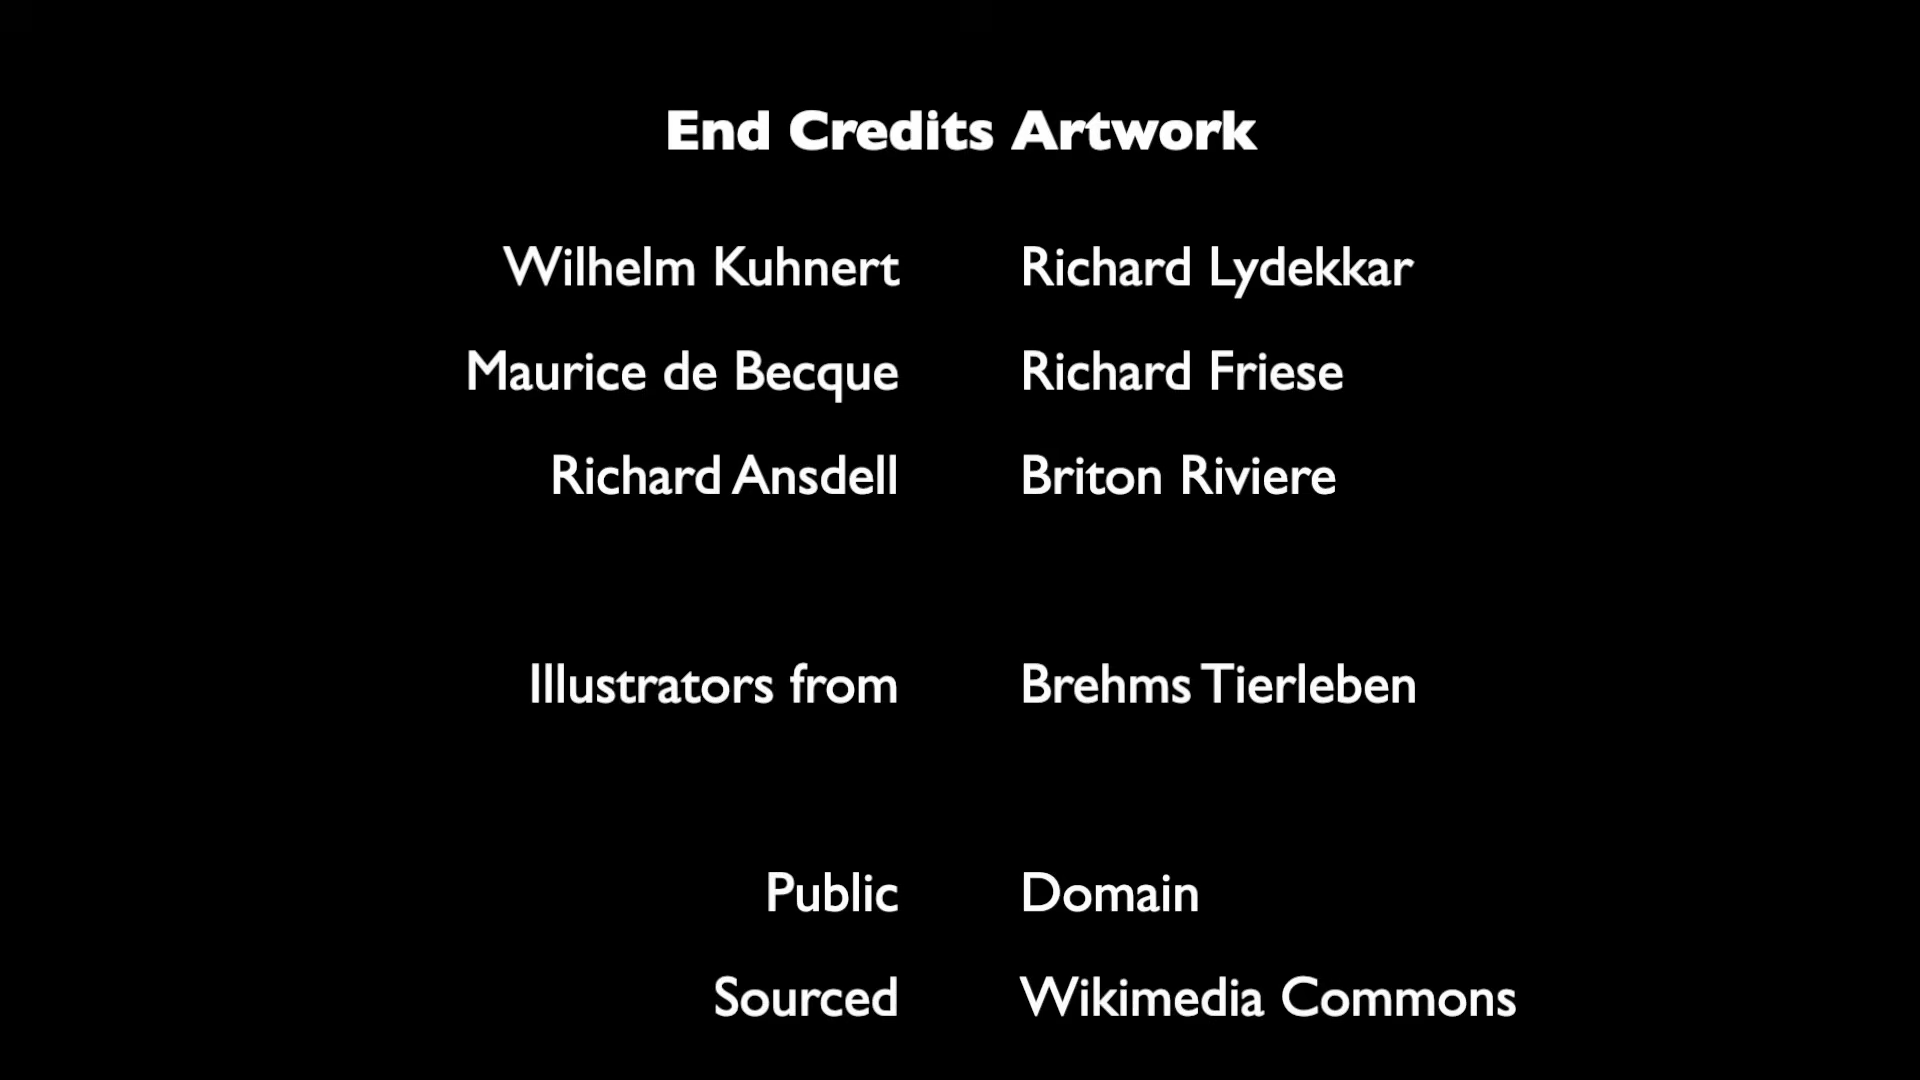 End Credits Artwork
Wilhelm Kuhnert Richard Lydekkar
Maurice de Becque Richard Friese
Richard Ansdell Briton Riviere
Illustrators from Brehms Tierleben
Public Domain
Sourced Wikimedia Commons